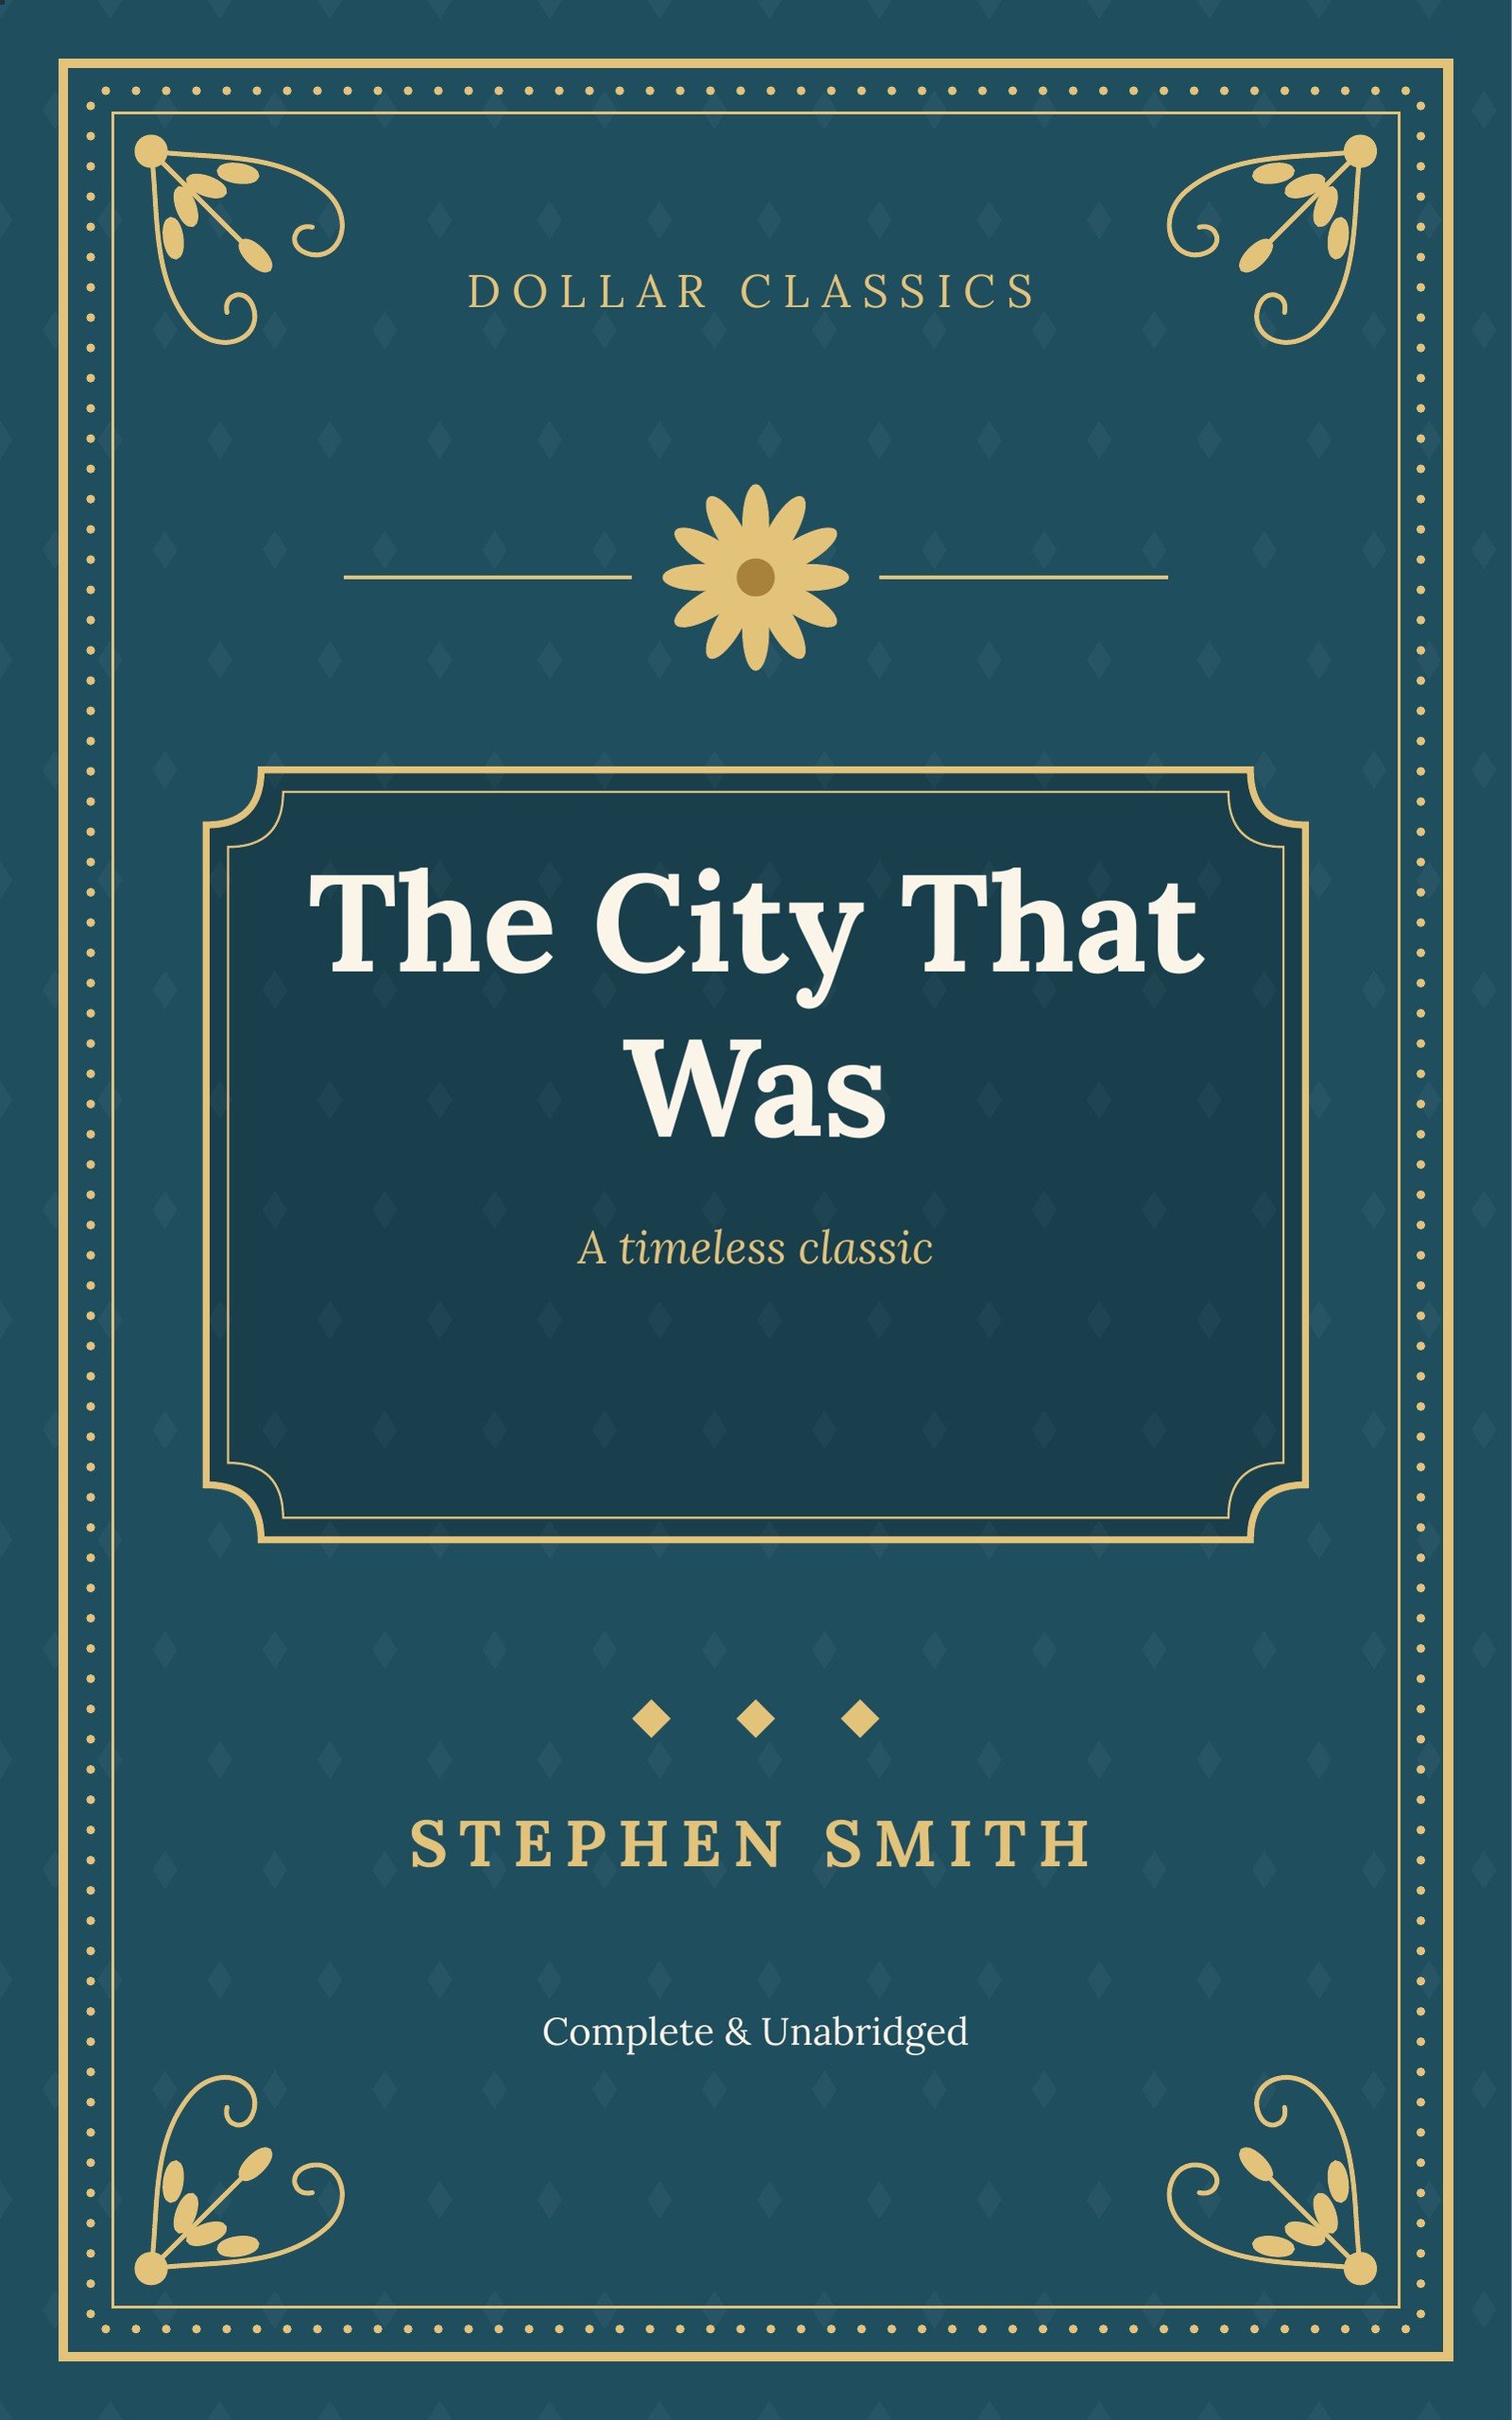 DOLLAR CLASSICS
The City That
Was
A timeless classic
STEPHEN SMITH
Complete & Unabridged